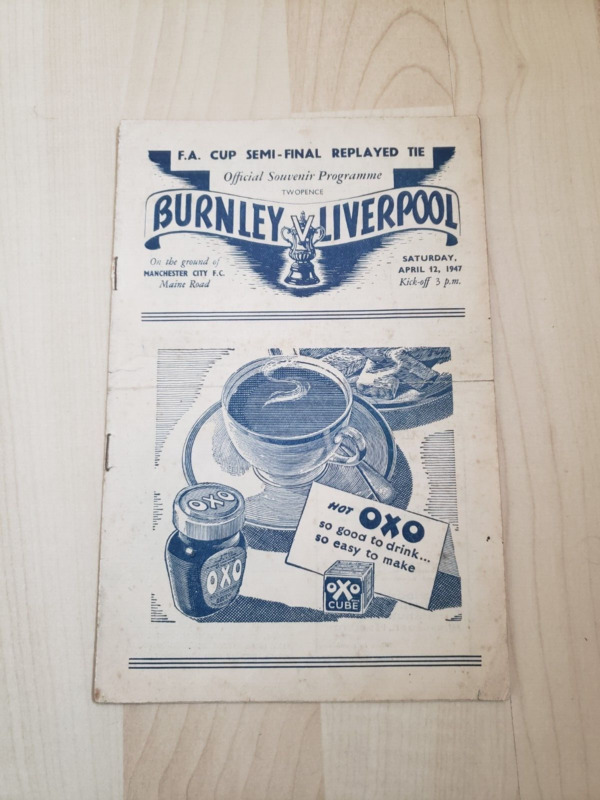 F.A. CUP SEMI-FINAL REPLAYED TIE
Official Souvenir Programme
TWOPENCE
BURNLEY V LIVERPOOL
On the ground of
MANCHESTER CITY F.C.
Maine Road
SATURDAY,
APRIL 12, 1947
Kick-off 3 p.m.
HOT OXO
so good to drink...
so easy to make
OXO
OXO
OXO
CUBE